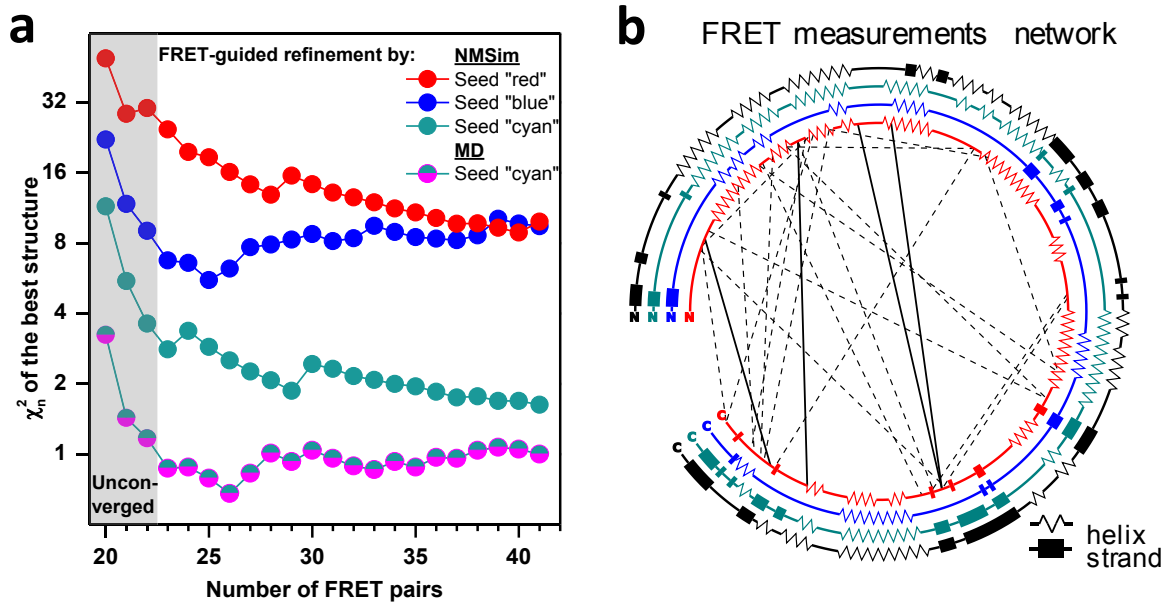 a
FRET-guided refinement by:
NMSim
Seed "red"
Seed "blue"
Seed "cyan"
MD
Seed "cyan"
χn² of the best structure
32
16
8
4
2
1
Uncon-
verged
20 25 30 35 40
Number of FRET pairs
b FRET measurements network
N N N N
C
C
C
C
helix
strand